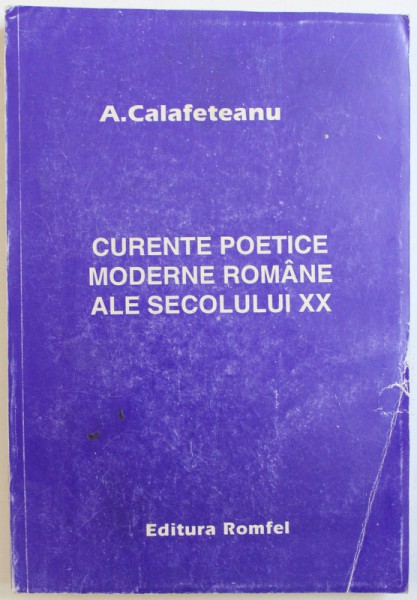 A.Calafeteanu
CURENTE POETICE
MODERNE ROMÂNE
ALE SECOLULUI XX
Editura Romfel